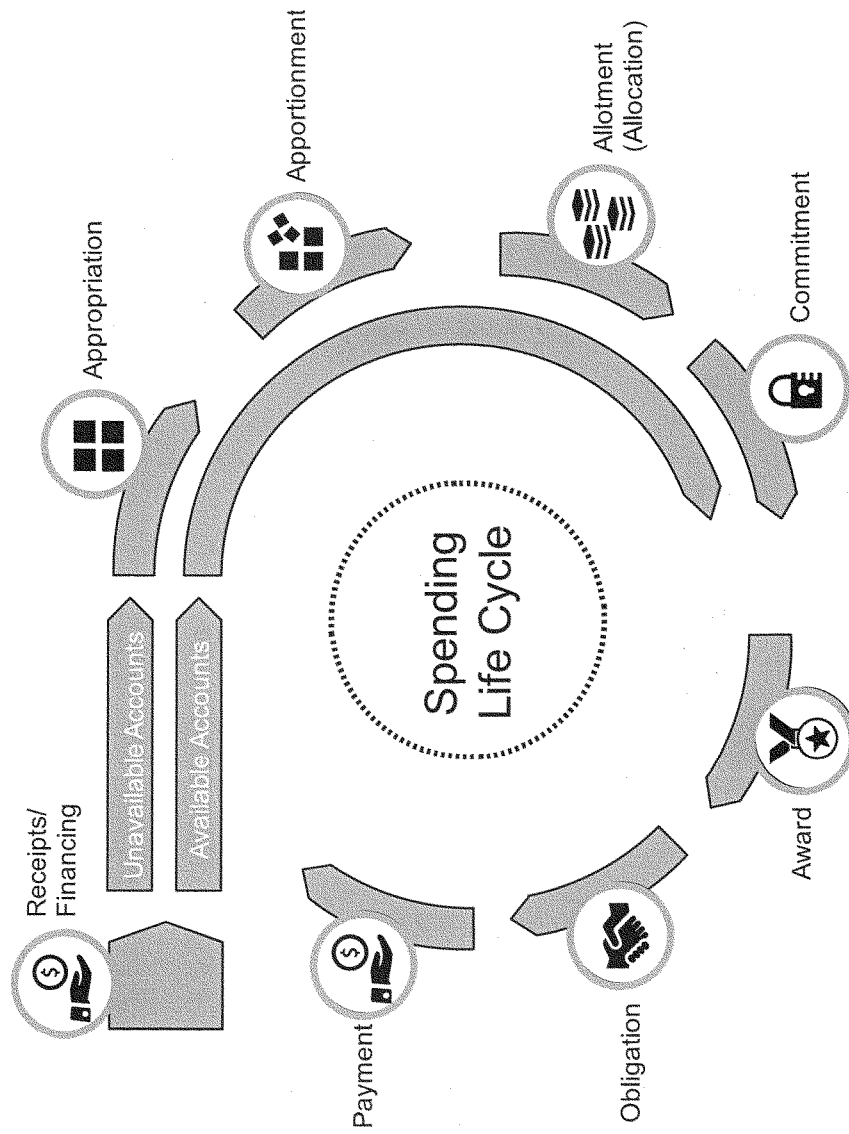 Receipts/
Financing
Unavailable Accounts
Available Accounts
Appropriation
Apportionment
Allotment
(Allocation)
Commitment
Award
Obligation
Payment
Spending
Life Cycle